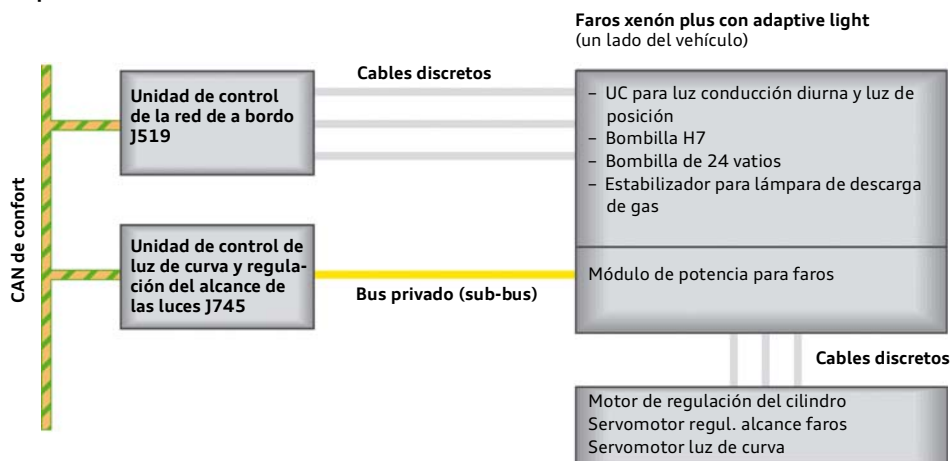 Faros xenón plus con adaptive light
(un lado del vehículo)
Cables discretos
Unidad de control
de la red de a bordo
J519
– UC para luz conducción diurna y luz de
posición
– Bombilla H7
– Bombilla de 24 vatios
– Estabilizador para lámpara de descarga
de gas
CAN de confort
Unidad de control de
luz de curva y regula-
ción del alcance de
las luces J745
Bus privado (sub-bus)
Módulo de potencia para faros
Cables discretos
Motor de regulación del cilindro
Servomotor regul. alcance faros
Servomotor luz de curva